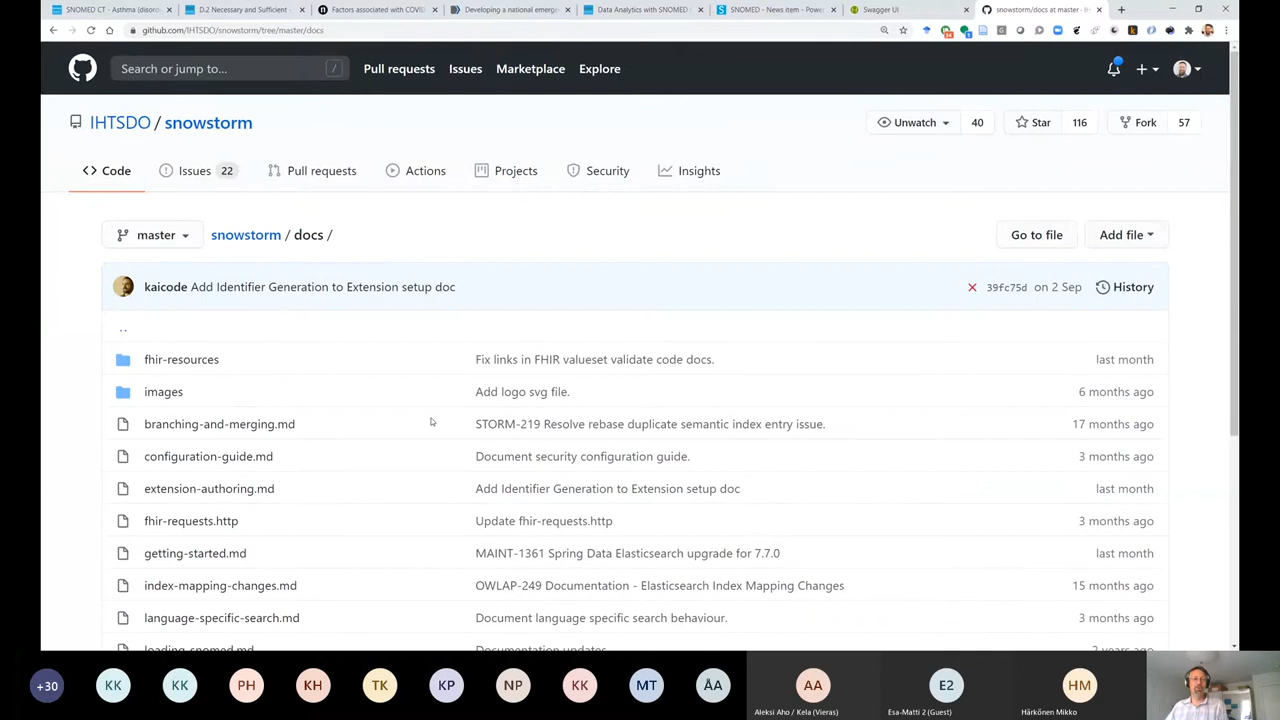 SNOMED CT - Asthma (disord
D.2 Necessary and Sufficient
Factors associated with COVID
Developing a national emerge
Data Analytics with SNOMED
SNOMED - News item - Power
Swagger UI
snowstorm/docs at master · IH
github.com/IHTSDO/snowstorm/tree/master/docs
Search or jump to... /
Pull requests Issues Marketplace Explore
IHTSDO / snowstorm
Unwatch 40 Star 116 Fork 57
Code Issues 22 Pull requests Actions Projects Security Insights
master snowstorm / docs / Go to file Add file
kaicode Add Identifier Generation to Extension setup doc 39fc75d on 2 Sep History
..
fhir-resources Fix links in FHIR valueset validate code docs. last month
images Add logo svg file. 6 months ago
branching-and-merging.md STORM-219 Resolve rebase duplicate semantic index entry issue. 17 months ago
configuration-guide.md Document security configuration guide. 3 months ago
extension-authoring.md Add Identifier Generation to Extension setup doc last month
fhir-requests.http Update fhir-requests.http 3 months ago
getting-started.md MAINT-1361 Spring Data Elasticsearch upgrade for 7.7.0 last month
index-mapping-changes.md OWLAP-249 Documentation - Elasticsearch Index Mapping Changes 15 months ago
language-specific-search.md Document language specific search behaviour. 3 months ago
loading-snomed.md Documentation updates. 2 years ago
+30 KK KK PH KH TK KP NP KK MT ÅA AA E2 HM
Aleksi Aho / Kela (Vieras) Esa-Matti 2 (Guest) Härkönen Mikko